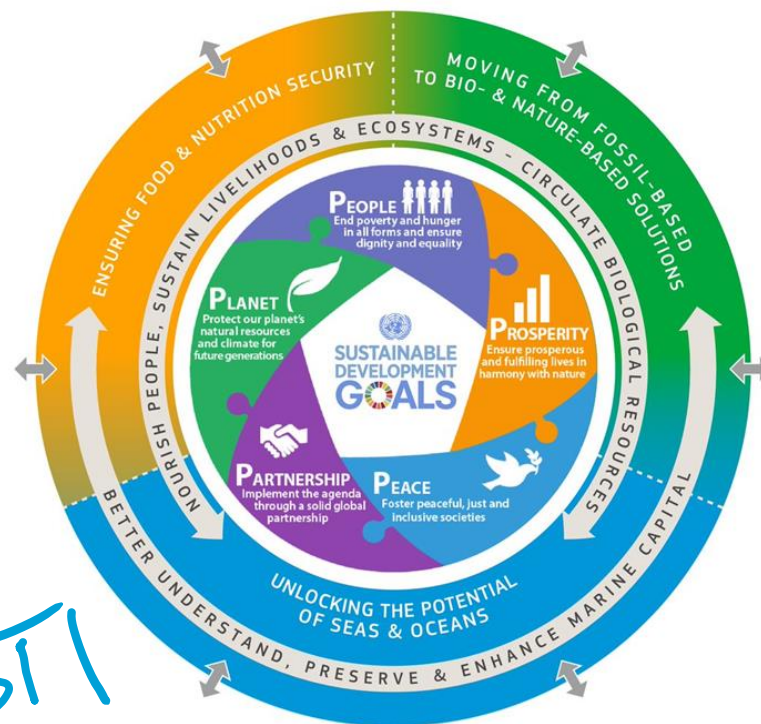 ENSURING FOOD & NUTRITION SECURITY
MOVING FROM FOSSIL-BASED
TO BIO- & NATURE-BASED SOLUTIONS
NOURISH PEOPLE, SUSTAIN LIVELIHOODS & ECOSYSTEMS - CIRCULATE BIOLOGICAL RESOURCES
PEOPLE
End poverty and hunger
in all forms and ensure
dignity and equality
PLANET
Protect our planet's
natural resources
and climate for
future generations
PROSPERITY
Ensure prosperous
and fulfilling lives in
harmony with nature
SUSTAINABLE
DEVELOPMENT
GOALS
PARTNERSHIP
Implement the agenda
through a solid global
partnership
PEACE
Foster peaceful, just and
inclusive societies
UNLOCKING THE POTENTIAL
OF SEAS & OCEANS
BETTER UNDERSTAND, PRESERVE & ENHANCE MARINE CAPITAL